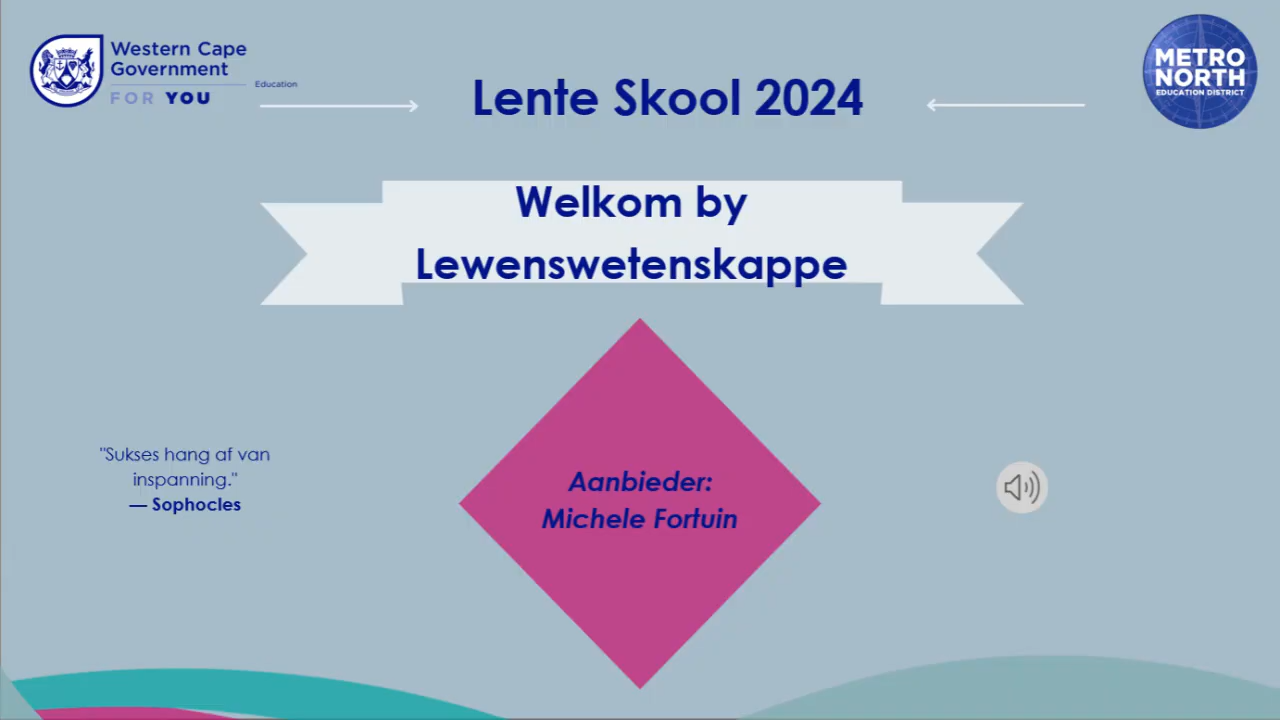 Western Cape
Government
Education
FOR YOU
METRO
NORTH
EDUCATION DISTRICT
Lente Skool 2024
Welkom by
Lewenswetenskappe
"Sukses hang af van
inspanning."
— Sophocles
Aanbieder:
Michele Fortuin